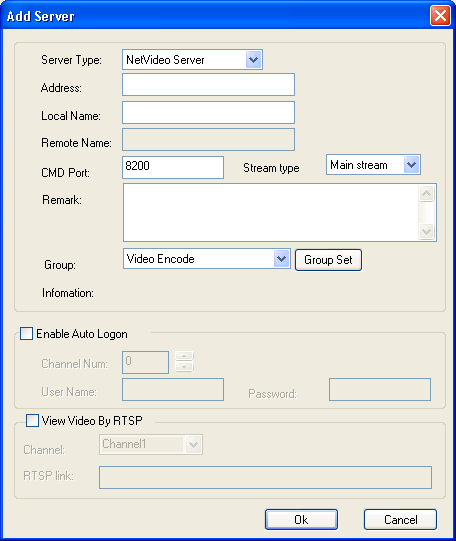 Add Server
Server Type: NetVideo Server
Address:
Local Name:
Remote Name:
CMD Port: 8200 Stream type Main stream
Remark:
Group: Video Encode Group Set
Infomation:
Enable Auto Logon
Channel Num: 0
User Name: Password:
View Video By RTSP
Channel: Channel1
RTSP link:
Ok Cancel